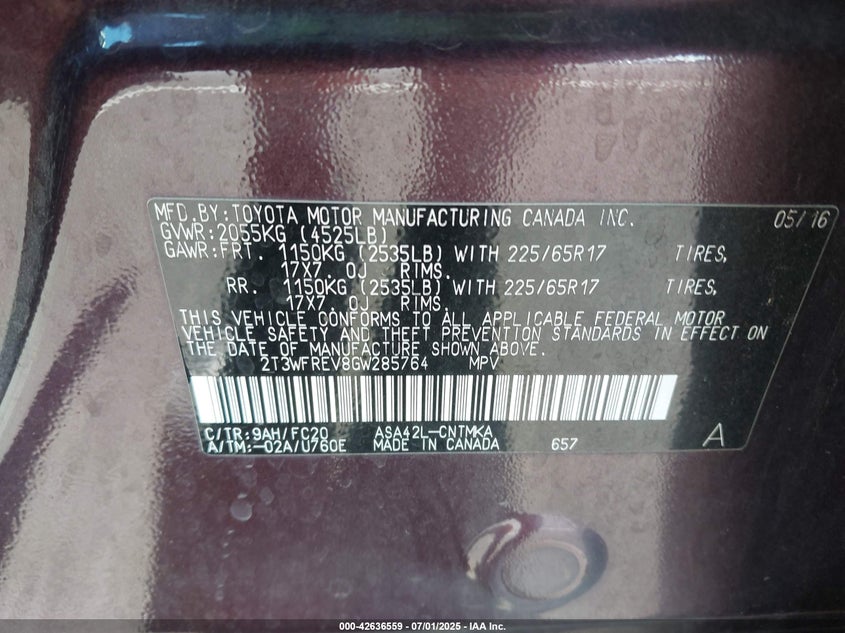 MFD.BY:TOYOTA MOTOR MANUFACTURING CANADA INC. 05/16
GVWR:2055KG (4525LB)
GAWR:FRT. 1150KG (2535LB) WITH 225/65R17 TIRES,
17X7.0J RIMS.
RR. 1150KG (2535LB) WITH 225/65R17 TIRES,
17X7.0J RIMS.
THIS VEHICLE CONFORMS TO ALL APPLICABLE FEDERAL MOTOR
VEHICLE SAFETY AND THEFT PREVENTION STANDARDS IN EFFECT ON
THE DATE OF MANUFACTURE SHOWN ABOVE.
2T3WFREV8GW285764 MPV
C/TR:9AH/FC20 ASA42L-CNTMKA
A/TM:-02A/U760E MADE IN CANADA 657 A
000-42636559 - 07/01/2025 - IAA Inc.